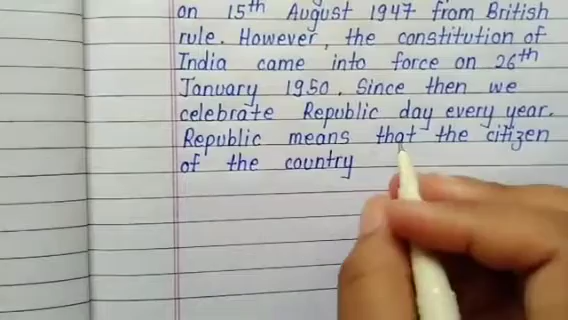 on 15th August 1947 from British
rule. However, the constitution of
India came into force on 26th
January 1950. Since then we
celebrate Republic day every year.
Republic means that the citizen
of the country